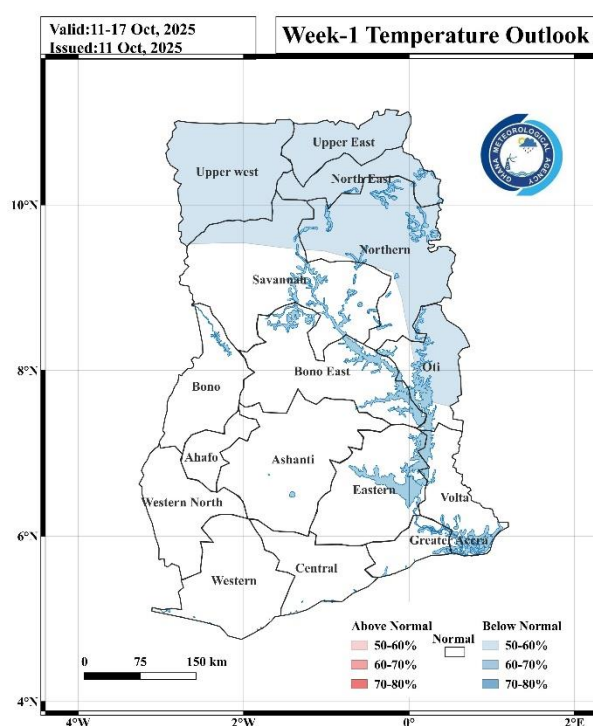 Valid:11-17 Oct, 2025
Issued:11 Oct, 2025
Week-1 Temperature Outlook
GHANA METEOROLOGICAL AGENCY
Upper East
Upper west
North East
10°N
Northern
Savannah
8°N
Bono East
Oti
Bono
Ahafo
Ashanti
Western North
Eastern
Volta
6°N
Greater Accra
Central
Western
Above Normal
Normal
Below Normal
50-60%
50-60%
60-70%
60-70%
70-80%
70-80%
0 75 150 km
4°N
4°W
2°W
0°
2°E